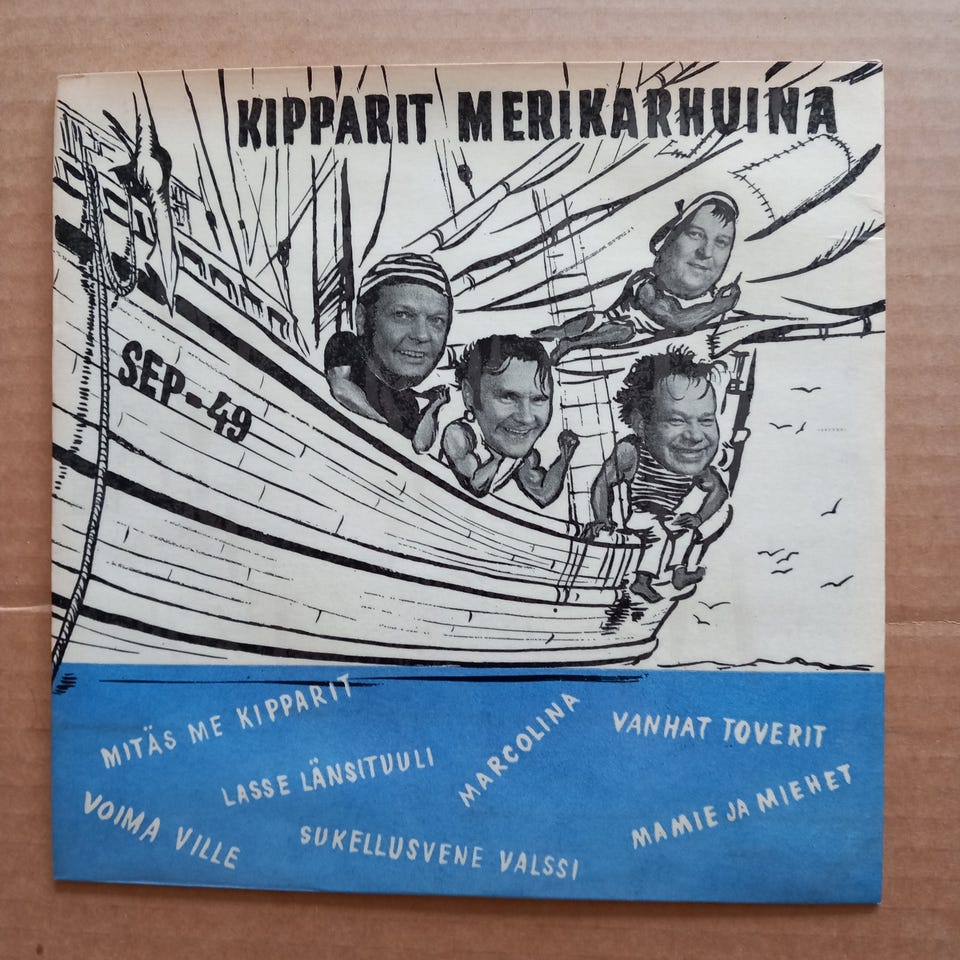 KIPPARIT MERIKARHUINA
SEP-49
MITÄS ME KIPPARIT
LASSE LÄNSITUULI
MARCOLINA
VANHAT TOVERIT
VOIMA VILLE
SUKELLUSVENE VALSSI
MAMIE JA MIEHET